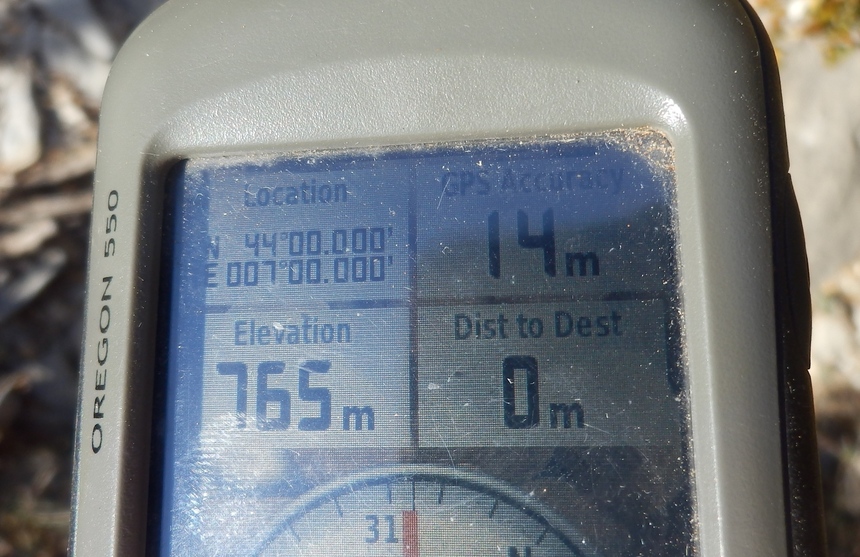 OREGON 550
Location
N 44°00.000'
E 007°00.000'
GPS Accuracy
14m
Elevation
765m
Dist to Dest
0m
31
N